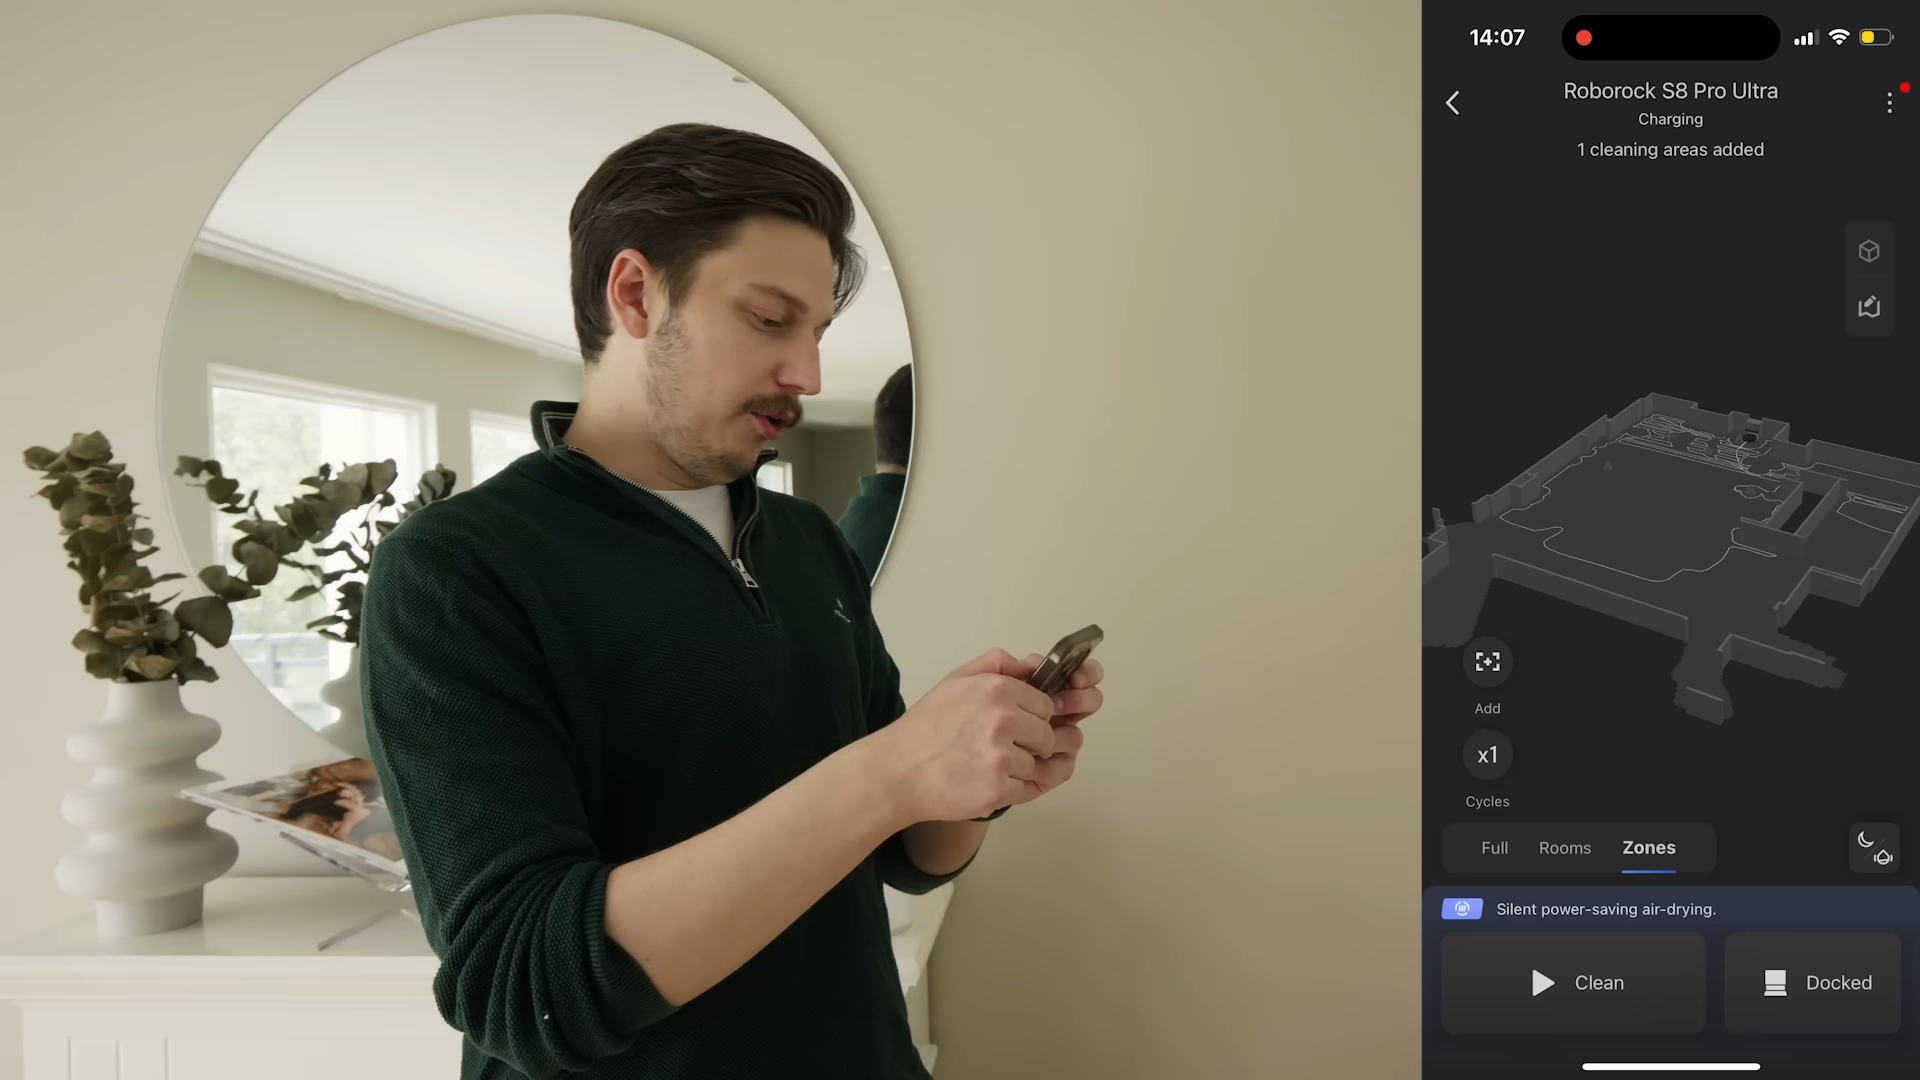 14:07
Roborock S8 Pro Ultra
Charging
1 cleaning areas added
Add
x1
Cycles
Full Rooms Zones
Silent power-saving air-drying.
Clean
Docked